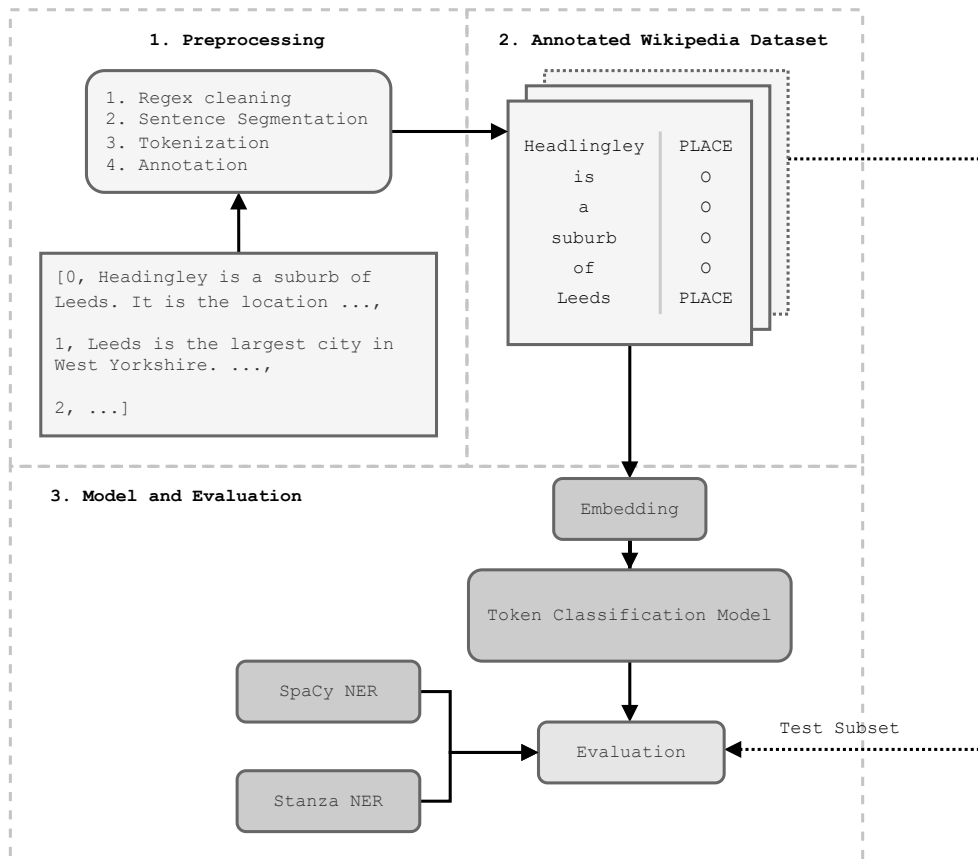 1. Preprocessing
1. Regex cleaning
2. Sentence Segmentation
3. Tokenization
4. Annotation
[0, Headingley is a suburb of
Leeds. It is the location ...,
1, Leeds is the largest city in
West Yorkshire. ...,
2, ...]
2. Annotated Wikipedia Dataset
Headlingley PLACE
is O
a O
suburb O
of O
Leeds PLACE
3. Model and Evaluation
Embedding
Token Classification Model
SpaCy NER
Evaluation
Test Subset
Stanza NER